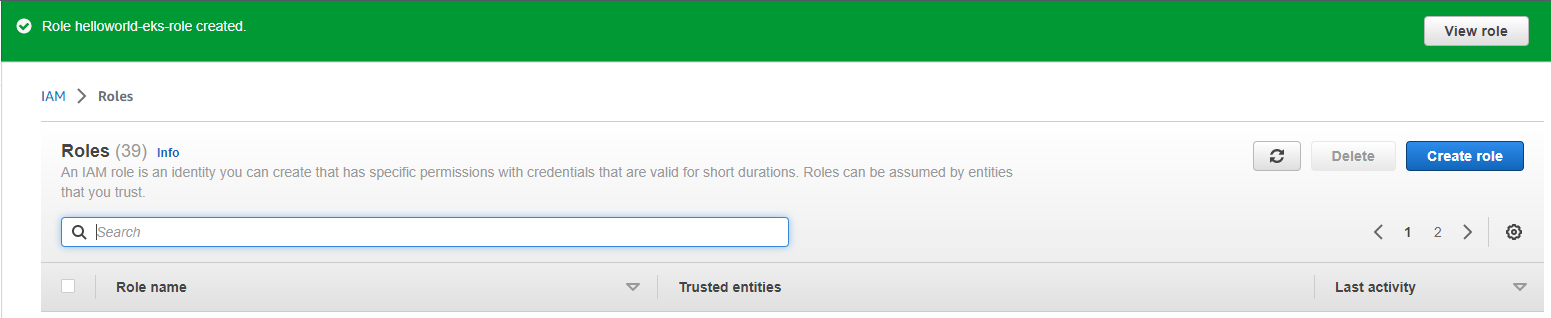 Role helloworld-eks-role created.
View role
IAM > Roles
Roles (39) Info
Delete
Create role
An IAM role is an identity you can create that has specific permissions with credentials that are valid for short durations. Roles can be assumed by entities
that you trust.
Search
1 2
Role name
Trusted entities
Last activity